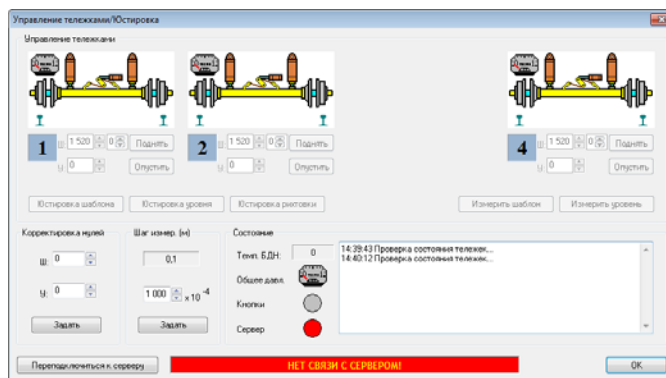 Управление тележками/Юстировка
Управление тележками
1 Ш: 1 520 0 Поднять
У: 0 Опустить
2 Ш: 1 520 0 Поднять
У: 0 Опустить
4 Ш: 1 520 0 Поднять
У: 0 Опустить
Юстировка шаблона Юстировка уровня Юстировка рихтовки Измерить шаблон Измерить уровень
Корректировка нулей
Ш: 0
У: 0
Задать
Шаг измер. (м)
0,1
1 000 x 10 -4
Задать
Состояние
Темп. БДН: 0
Общее давл.
Кнопки
Сервер
14:39:43 Проверка состояния тележек...
14:40:12 Проверка состояния тележек...
Переподключиться к серверу НЕТ СВЯЗИ С СЕРВЕРОМ! OK